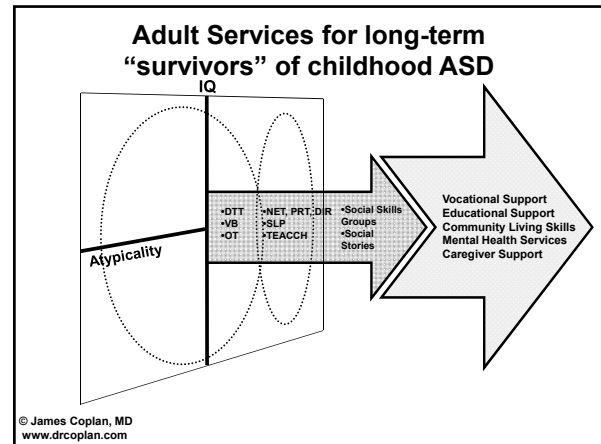 Adult Services for long-term
“survivors” of childhood ASD
IQ
Atypicality
•DTT
•VB
•OT
•NET, PRT, DIR
•SLP
•TEACCH
•Social Skills
Groups
•Social
Stories
Vocational Support
Educational Support
Community Living Skills
Mental Health Services
Caregiver Support
© James Coplan, MD
www.drcoplan.com